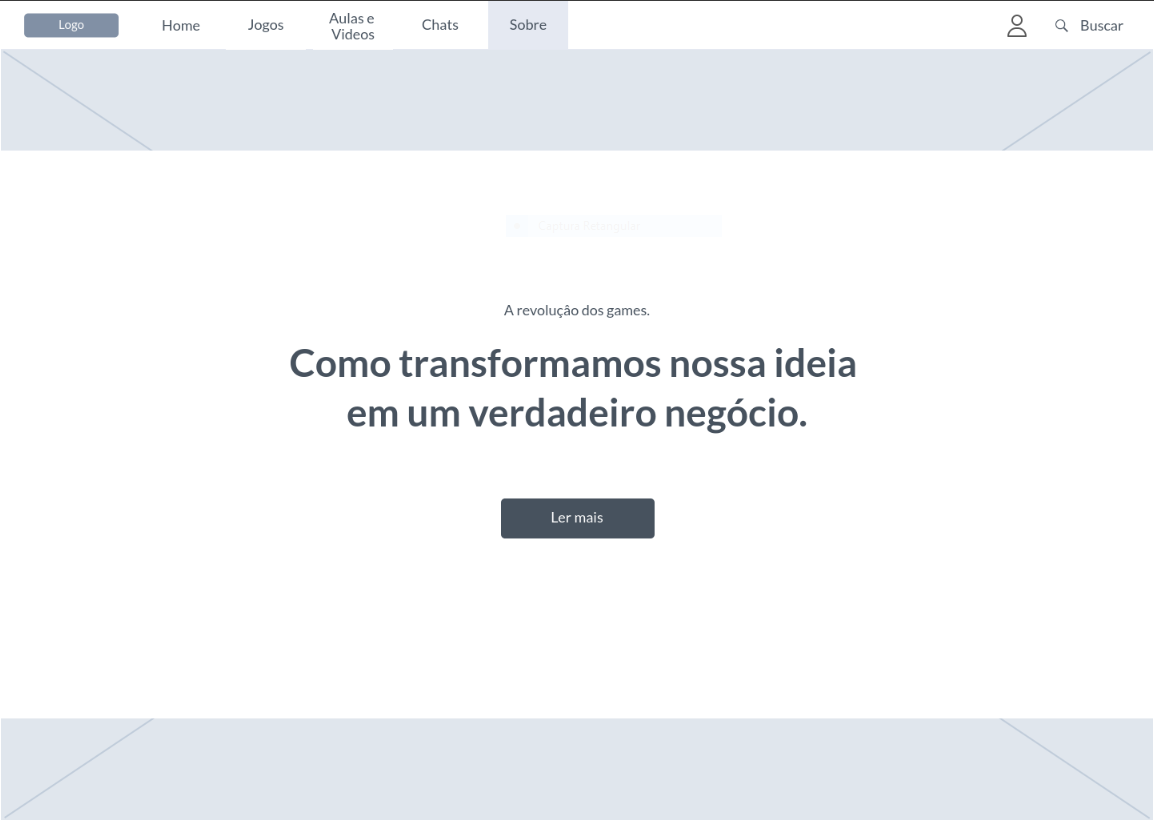 Logo
Home
Jogos
Aulas e
Videos
Chats
Sobre
Buscar
Captura Retangular
A revolução dos games.
Como transformamos nossa ideia
em um verdadeiro negócio.
Ler mais